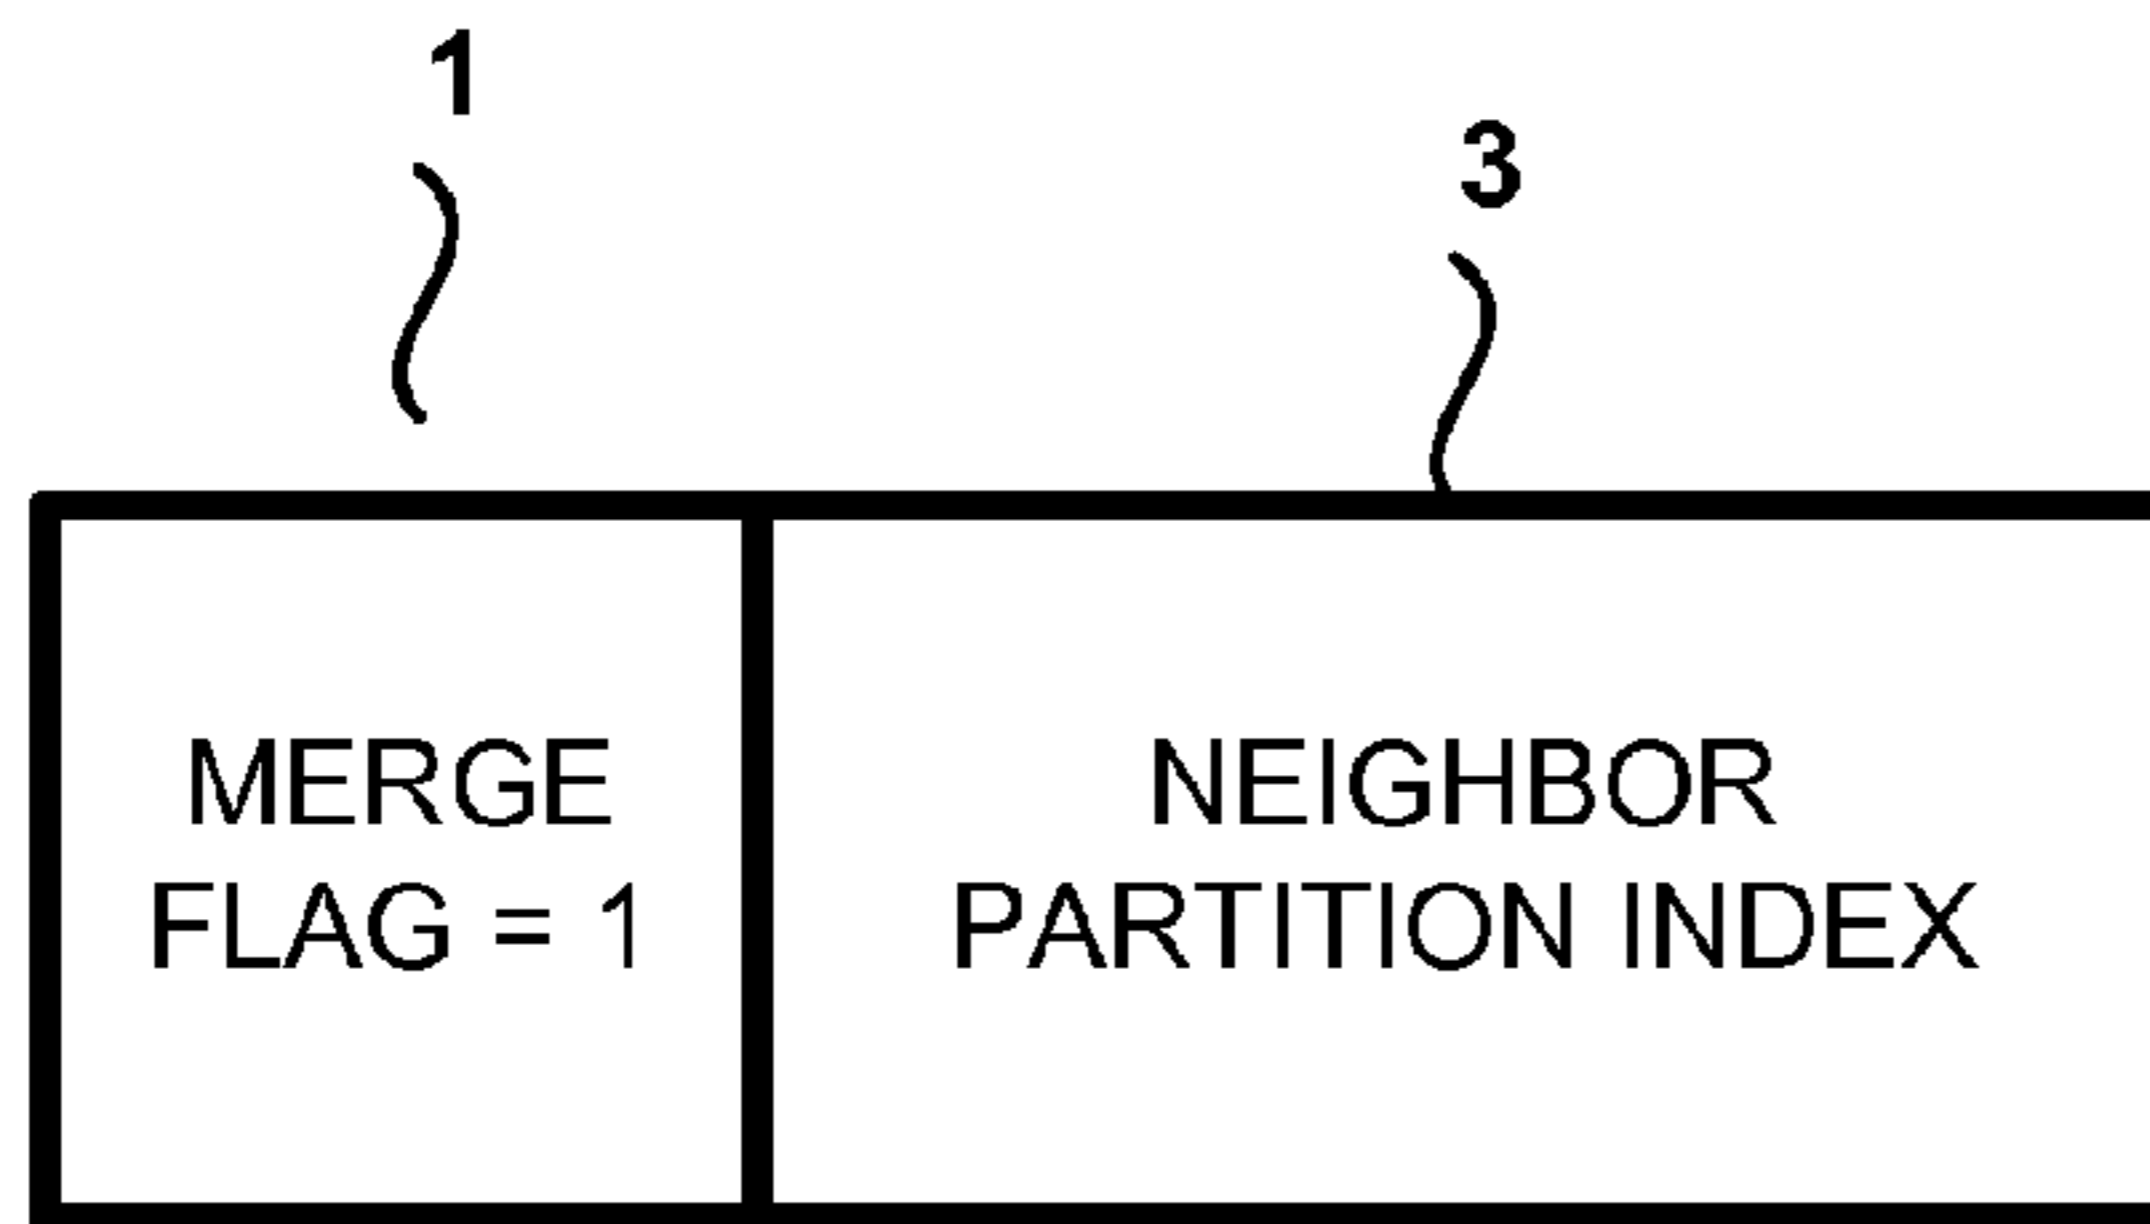 1
3
MERGE
FLAG = 1
NEIGHBOR
PARTITION INDEX